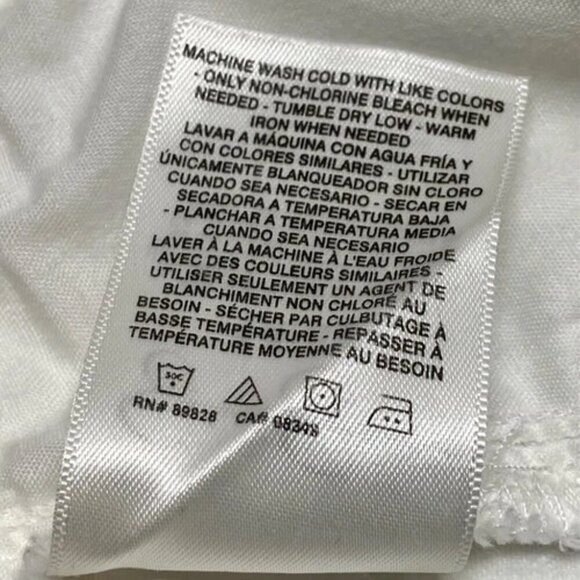 MACHINE WASH COLD WITH LIKE COLORS
- ONLY NON-CHLORINE BLEACH WHEN
NEEDED - TUMBLE DRY LOW - WARM
IRON WHEN NEEDED
LAVAR A MÁQUINA CON AGUA FRÍA Y
CON COLORES SIMILARES - UTILIZAR
ÚNICAMENTE BLANQUEADOR SIN CLORO
CUANDO SEA NECESARIO - SECAR EN
SECADORA A TEMPERATURA BAJA
- PLANCHAR A TEMPERATURA MEDIA
CUANDO SEA NECESARIO
LAVER À LA MACHINE À L'EAU FROIDE
AVEC DES COULEURS SIMILAIRES -
UTILISER SEULEMENT UN AGENT DE
BLANCHIMENT NON CHLORÉ AU
BESOIN - SÉCHER PAR CULBUTAGE À
BASSE TEMPÉRATURE - REPASSER À
TEMPÉRATURE MOYENNE AU BESOIN
30C
RN# 89828 CA# 08348